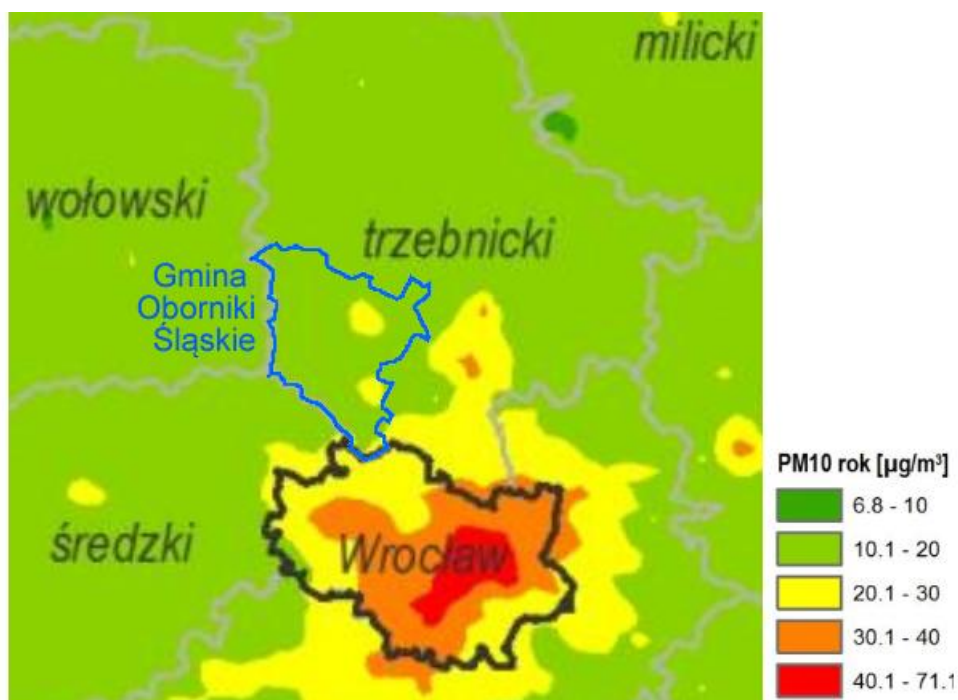 milicki
wołowski
trzebnicki
Gmina
Oborniki
Śląskie
średzki
Wrocław
PM10 rok [µg/m³]
6.8 - 10
10.1 - 20
20.1 - 30
30.1 - 40
40.1 - 71.1